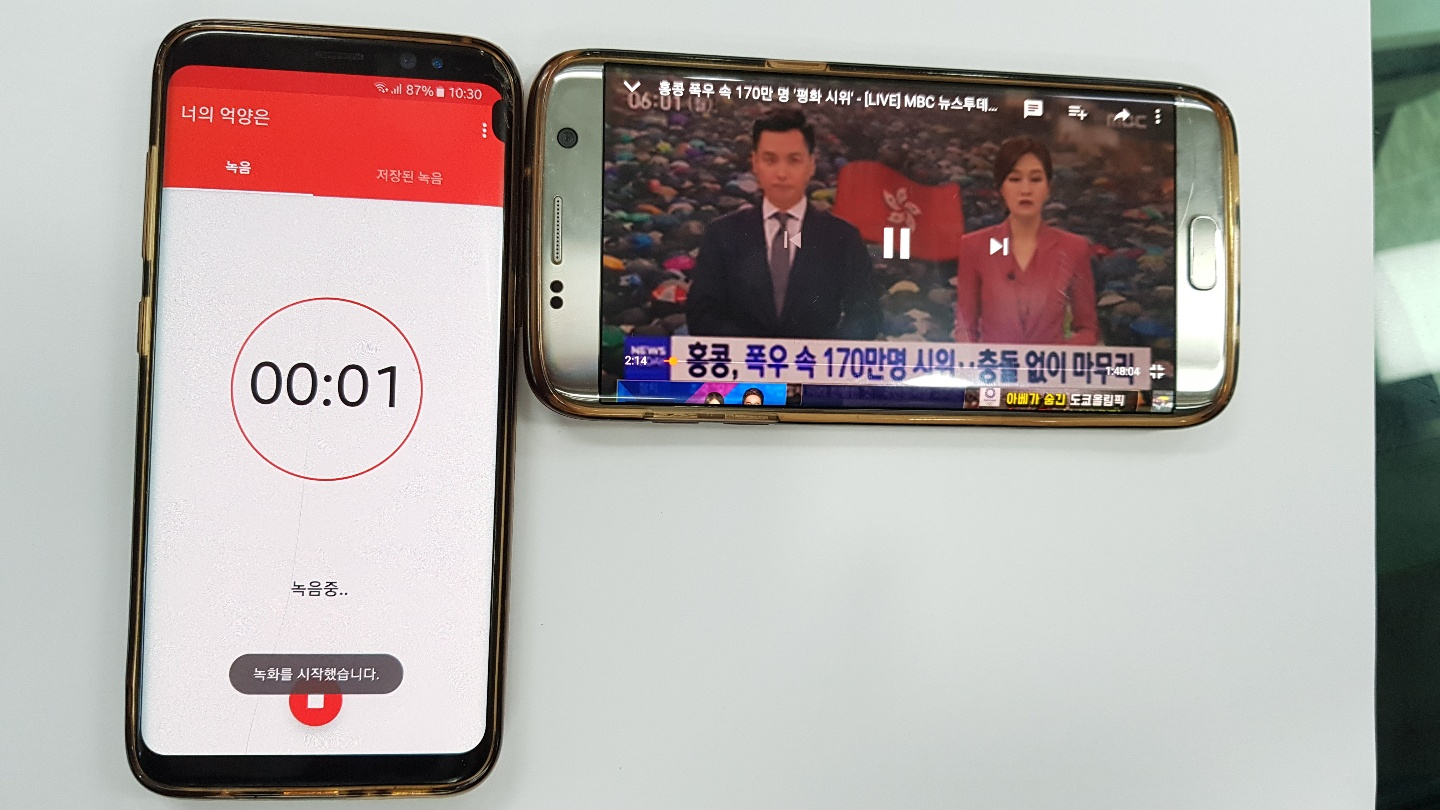 87% 10:30
너의 억양은
녹음
저장된 녹음
00:01
녹음중..
녹화를 시작했습니다.
홍콩 폭우 속 170만 명 '평화 시위' - [LIVE] MBC 뉴스투데...
06:01 (월)
MBC
NEWS
2:14
홍콩, 폭우 속 170만명 시위‥충돌 없이 마무리
1:48:04
아베가 숨긴 도쿄올림픽